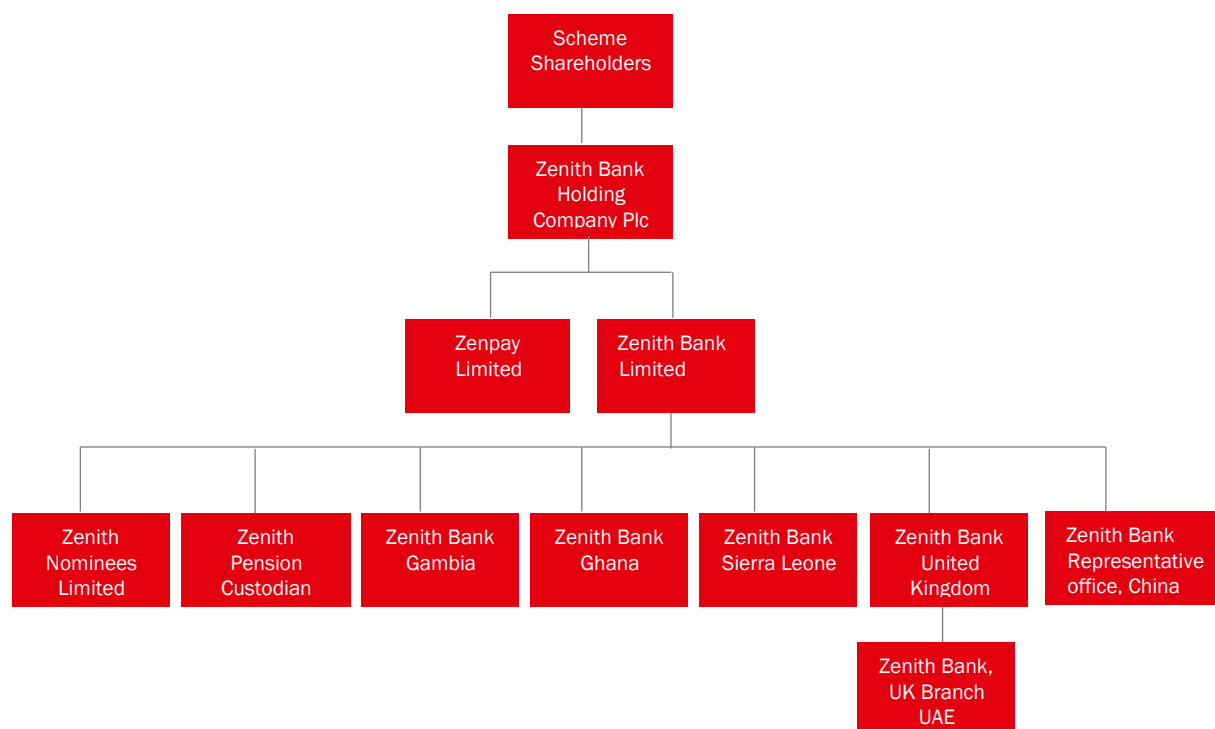 Scheme
Shareholders
Zenith Bank
Holding
Company Plc
Zenpay
Limited
Zenith Bank
Limited
Zenith
Nominees
Limited
Zenith
Pension
Custodian
Zenith Bank
Gambia
Zenith Bank
Ghana
Zenith Bank
Sierra Leone
Zenith Bank
United
Kingdom
Zenith Bank
Representative
office, China
Zenith Bank,
UK Branch
UAE